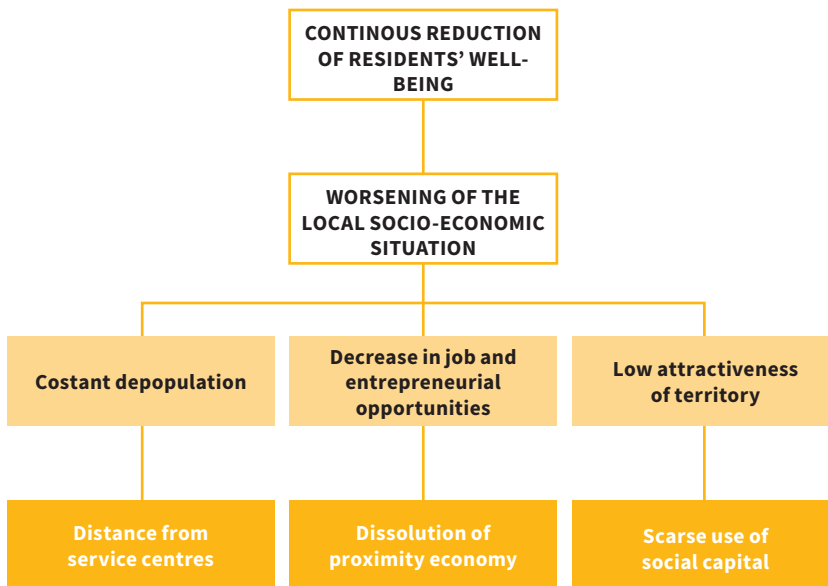 CONTINOUS REDUCTION
OF RESIDENTS’ WELL-
BEING
WORSENING OF THE
LOCAL SOCIO-ECONOMIC
SITUATION
Costant depopulation
Decrease in job and
entrepreneurial
opportunities
Low attractiveness
of territory
Distance from
service centres
Dissolution of
proximity economy
Scarse use of
social capital